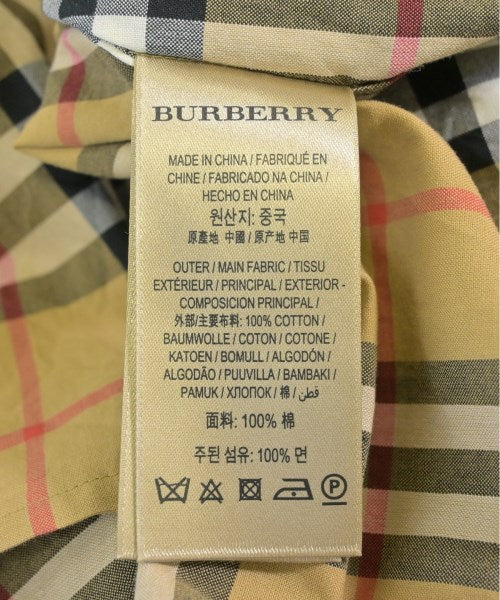 BURBERRY
MADE IN CHINA / FABRIQUÉ EN
CHINE / FABRICADO NA CHINA /
HECHO EN CHINA
원산지: 중국
原產地 中國 / 原产地 中国
OUTER / MAIN FABRIC / TISSU
EXTÉRIEUR / PRINCIPAL / EXTERIOR -
COMPOSICIÓN PRINCIPAL /
外部/主要布料: 100% COTTON /
BAUMWOLLE / COTON / COTONE /
KATOEN / BOMULL / ALGODÓN /
ALGODÃO / PUUVILLA / BAMBAKI /
PAMUK / ХЛОПОК / 棉 / قطن /
面料: 100% 棉
주된 섬유: 100% 면
P